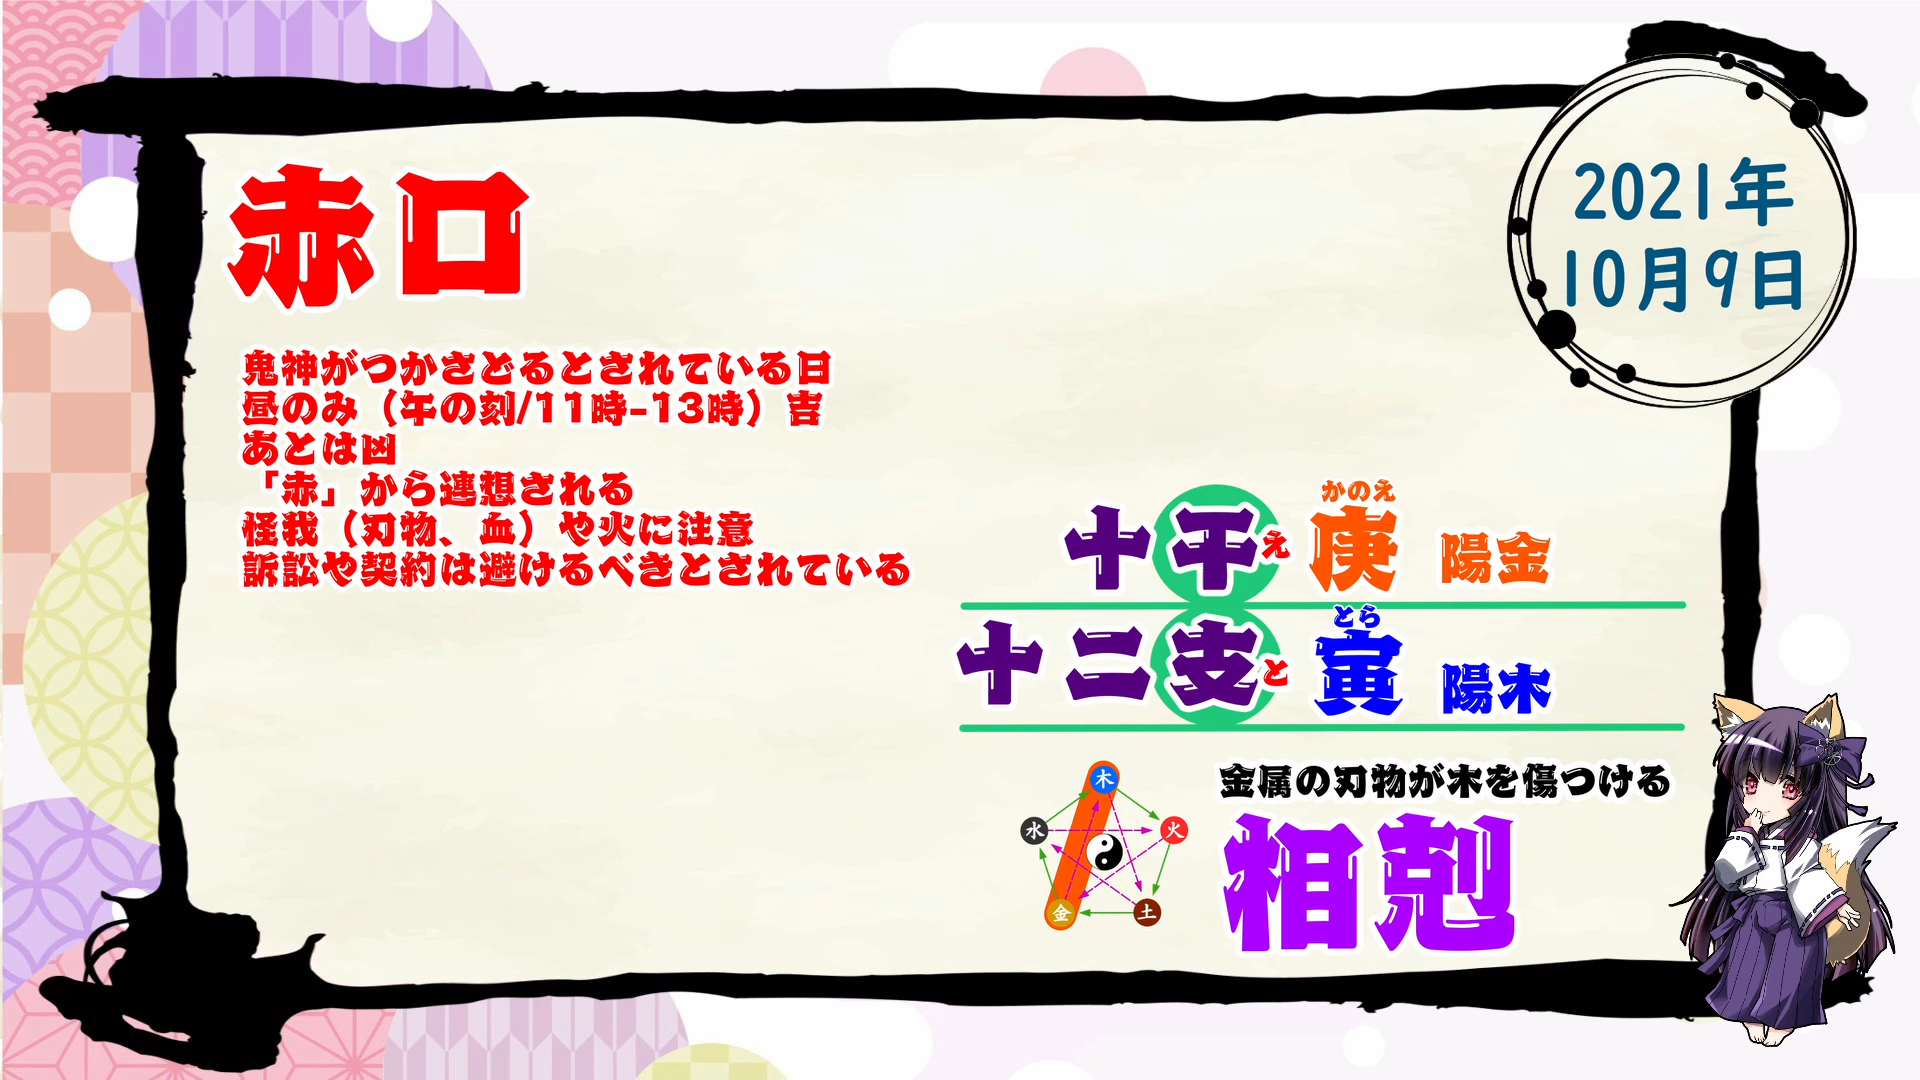 赤口
2021年
10月9日
鬼神がつかさどるとされている日
昼のみ（午の刻/11時-13時）吉
あとは凶
「赤」から連想される
怪我（刃物、血）や火に注意
訴訟や契約は避けるべきとされている
かのえ
十干え 庚 陽金
とら
十二支と 寅 陽木
金属の刃物が木を傷つける
相剋
木
水
火
金
土